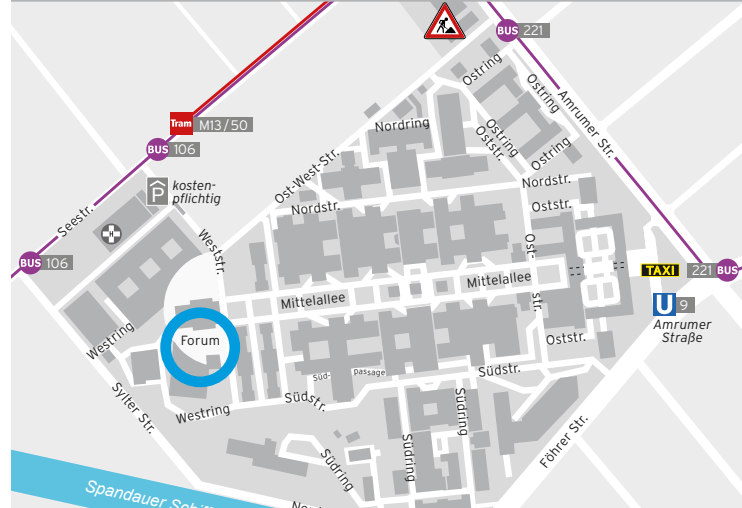 BUS 221
Ostring
Ostring
Amrumer Str.
Tram M13/50
Nordring
Ostring
Oststr.
Ostring
BUS 106
Ost-West-Str.
Nordstr.
P kosten-
pflichtig
Nordstr.
Oststr.
Seestr.
H
Weststr.
Ost-
str.
BUS 106
Mittelallee
Mittelallee
TAXI
221 BUS
U 9
Amrumer
Straße
Forum
Oststr.
Westring
Süd-
passage
Südstr.
Sylter Str.
Westring
Südstr.
Südring
Südring
Südring
Föhrer Str.
Spandauer Schiff